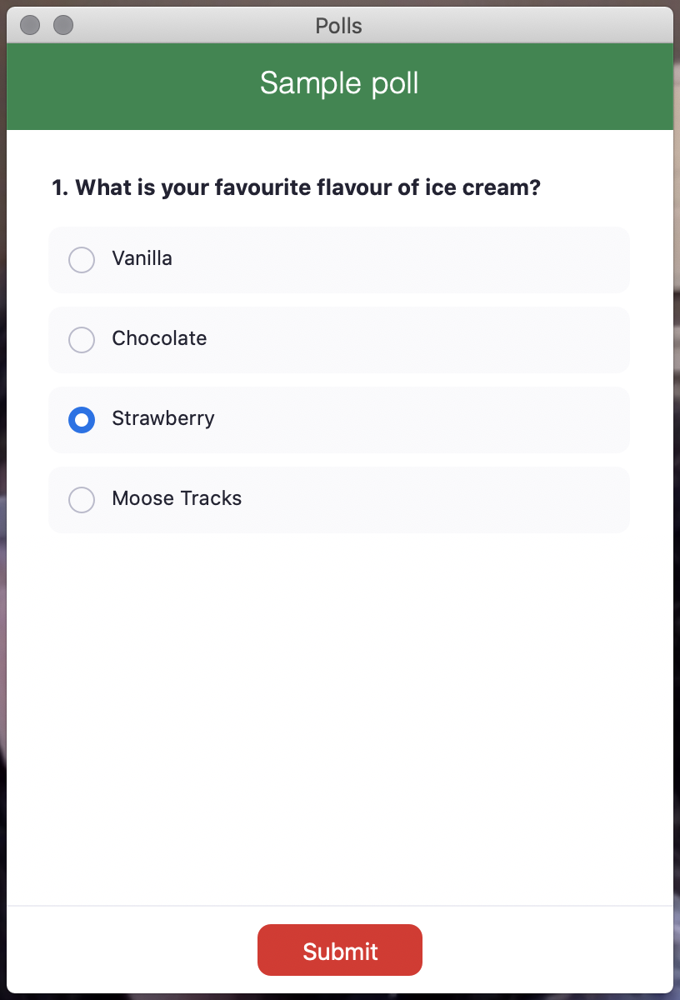 Polls
Sample poll
1. What is your favourite flavour of ice cream?
Vanilla
Chocolate
Strawberry
Moose Tracks
Submit